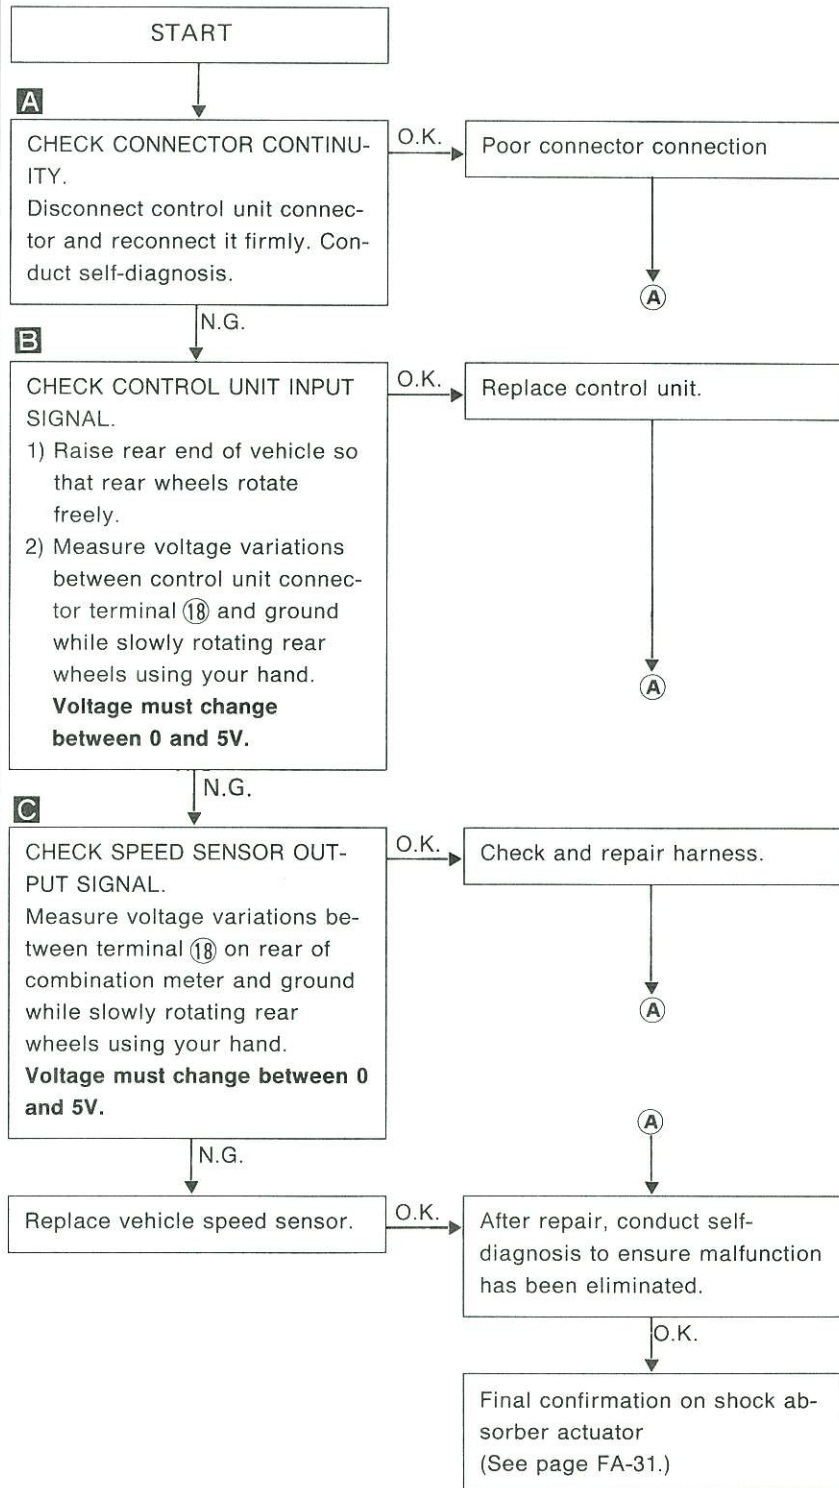 START
A
CHECK CONNECTOR CONTINU-
ITY.
Disconnect control unit connec-
tor and reconnect it firmly. Con-
duct self-diagnosis.
O.K.
Poor connector connection
A
N.G.
B
CHECK CONTROL UNIT INPUT
SIGNAL.
1) Raise rear end of vehicle so
that rear wheels rotate
freely.
2) Measure voltage variations
between control unit connec-
tor terminal ⑱ and ground
while slowly rotating rear
wheels using your hand.
Voltage must change
between 0 and 5V.
O.K.
Replace control unit.
A
N.G.
C
CHECK SPEED SENSOR OUT-
PUT SIGNAL.
Measure voltage variations be-
tween terminal ⑱ on rear of
combination meter and ground
while slowly rotating rear
wheels using your hand.
Voltage must change between 0
and 5V.
O.K.
Check and repair harness.
A
N.G.
Replace vehicle speed sensor.
O.K.
A
After repair, conduct self-
diagnosis to ensure malfunction
has been eliminated.
O.K.
Final confirmation on shock ab-
sorber actuator
(See page FA-31.)